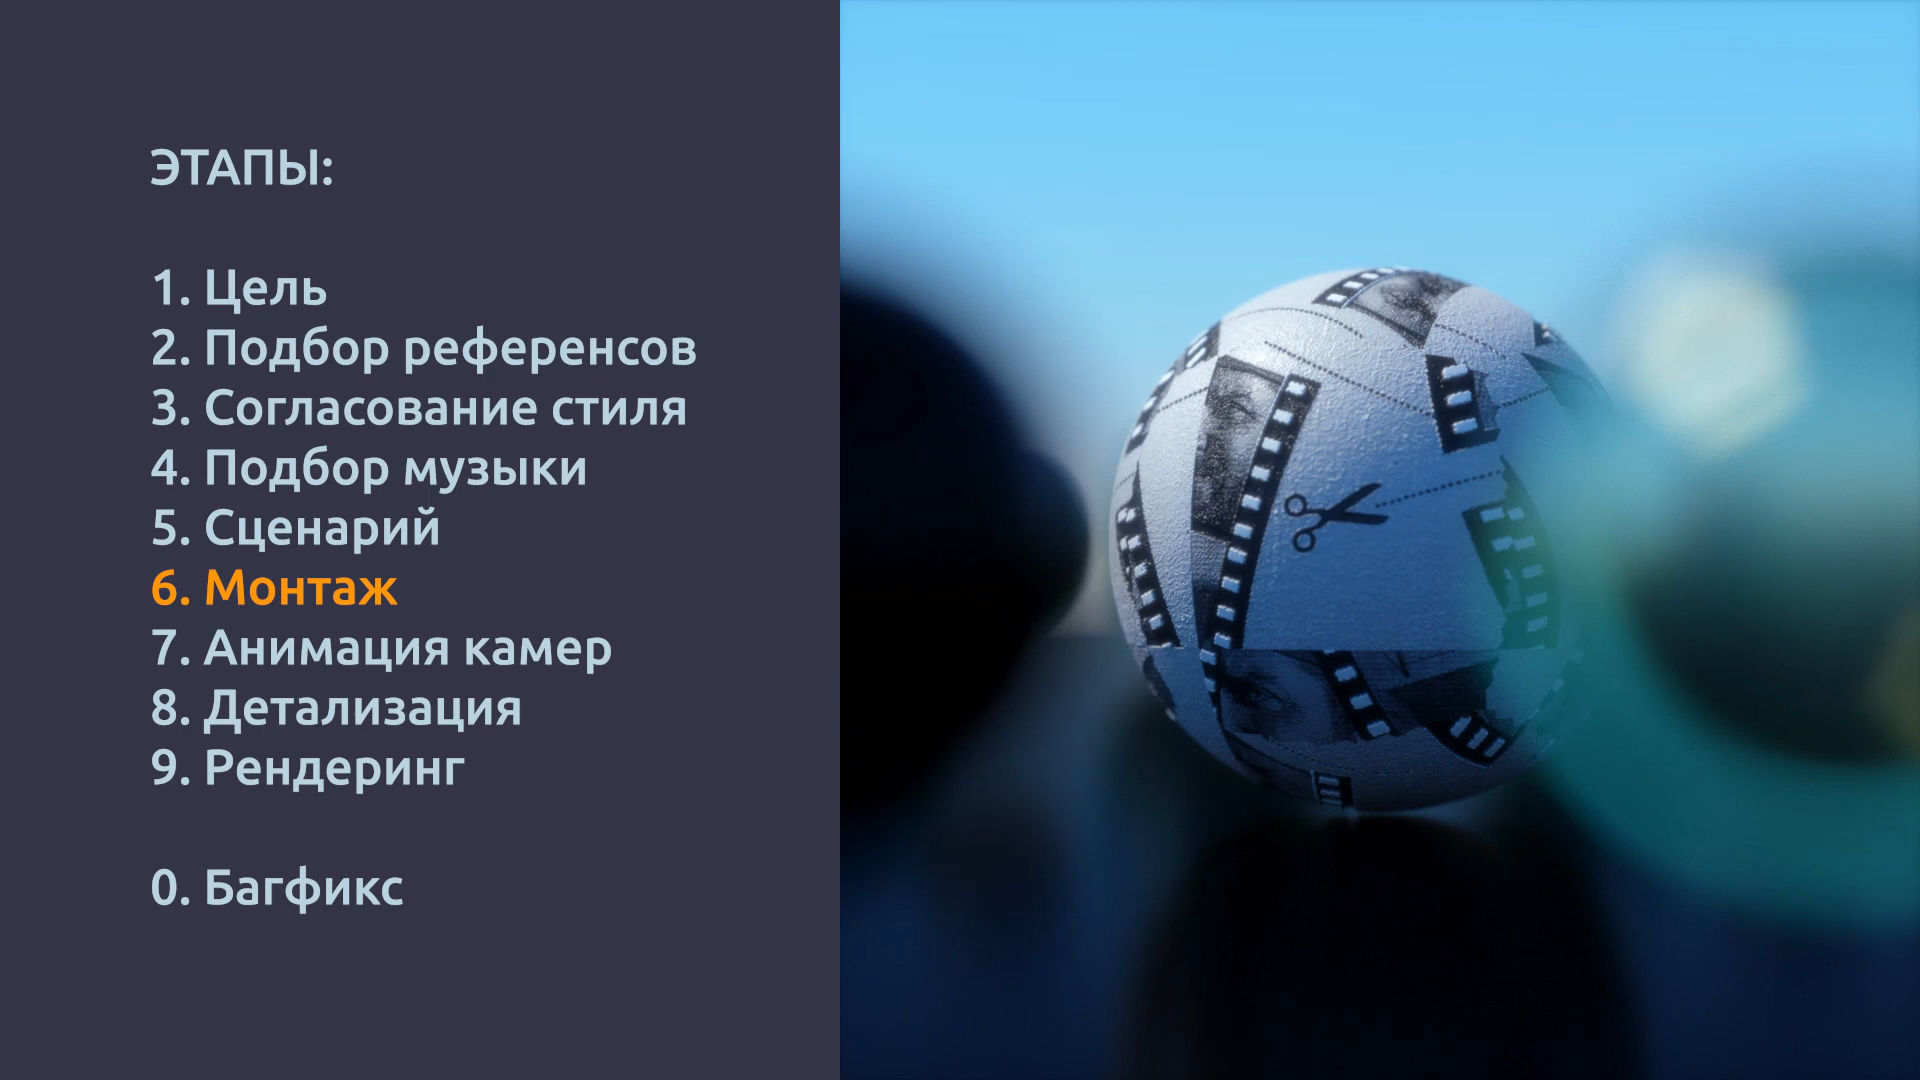 ЭТАПЫ:
1. Цель
2. Подбор референсов
3. Согласование стиля
4. Подбор музыки
5. Сценарий
6. Монтаж
7. Анимация камер
8. Детализация
9. Рендеринг
0. Багфикс